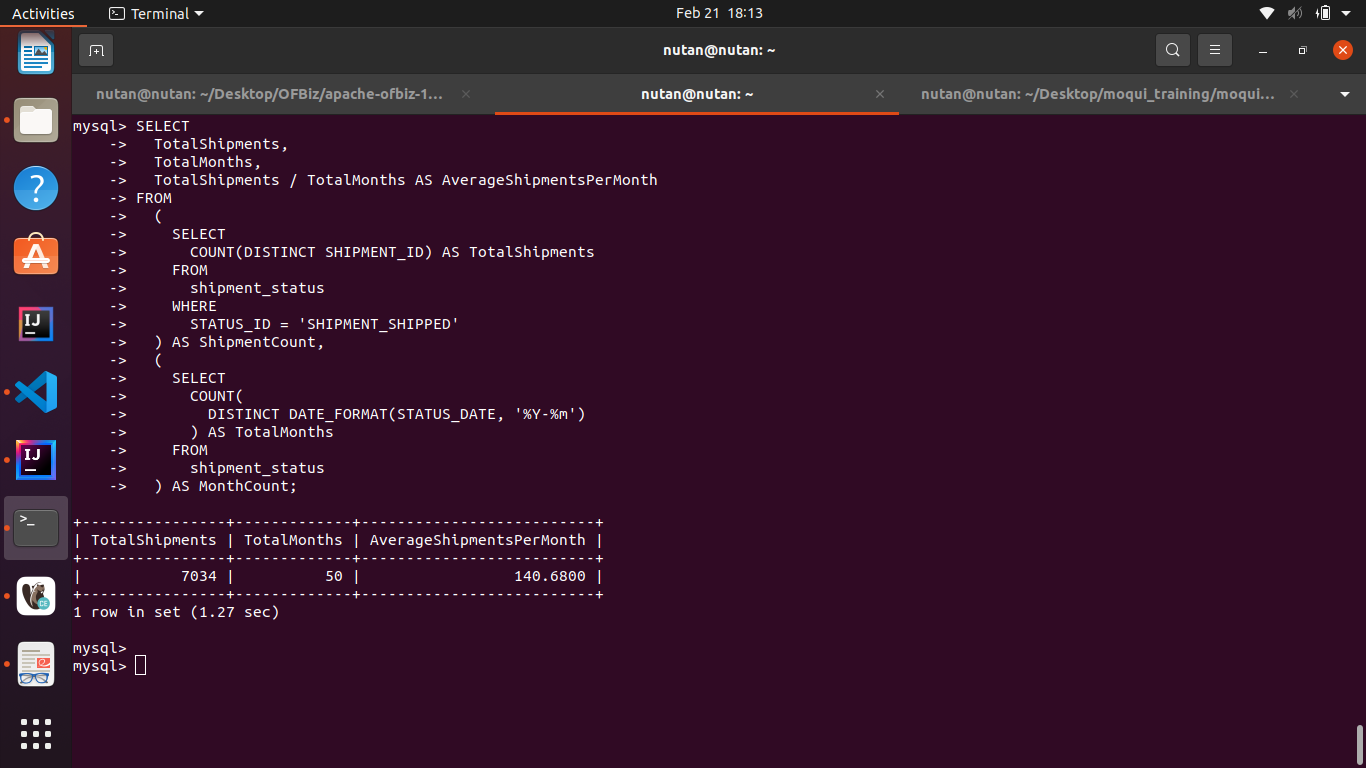 Activities
Terminal
Feb 21 18:13
nutan@nutan: ~
nutan@nutan: ~/Desktop/OFBiz/apache-ofbiz-1...
nutan@nutan: ~
nutan@nutan: ~/Desktop/moqui_training/moqui...
mysql> SELECT
    ->   TotalShipments,
    ->   TotalMonths,
    ->   TotalShipments / TotalMonths AS AverageShipmentsPerMonth
    -> FROM
    ->   (
    ->     SELECT
    ->       COUNT(DISTINCT SHIPMENT_ID) AS TotalShipments
    ->     FROM
    ->       shipment_status
    ->     WHERE
    ->       STATUS_ID = 'SHIPMENT_SHIPPED'
    ->   ) AS ShipmentCount,
    ->   (
    ->     SELECT
    ->       COUNT(
    ->         DISTINCT DATE_FORMAT(STATUS_DATE, '%Y-%m')
    ->       ) AS TotalMonths
    ->     FROM
    ->       shipment_status
    ->   ) AS MonthCount;
+----------------+-------------+--------------------------+
| TotalShipments | TotalMonths | AverageShipmentsPerMonth |
+----------------+-------------+--------------------------+
|           7034 |          50 |                 140.6800 |
+----------------+-------------+--------------------------+
1 row in set (1.27 sec)
mysql>
mysql>
IJ
IJ
>_
CE